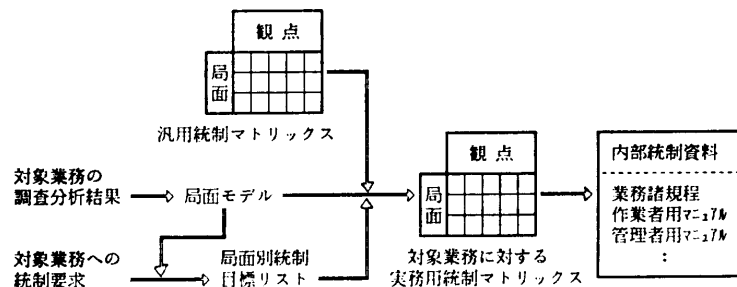 観点
局面
汎用統制マトリックス
対象業務の
調査分析結果
局面モデル
対象業務への
統制要求
局面別統制
目標リスト
観点
局面
対象業務に対する
実務用統制マトリックス
内部統制資料
業務諸規程
作業者用マニュアル
管理者用マニュアル
: